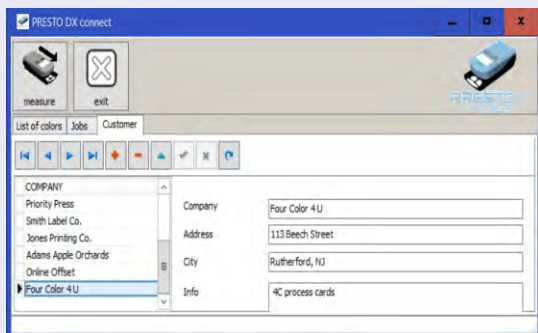 PRESTO DX connect
measure
exit
PRESTO
List of colors
Jobs
Customer
COMPANY
Priority Press
Smith Label Co.
Jones Printing Co.
Adams Apple Orchards
Online Offset
Four Color 4 U
Company
Four Color 4 U
Address
113 Beech Street
City
Rutherford, NJ
Info
4C process cards